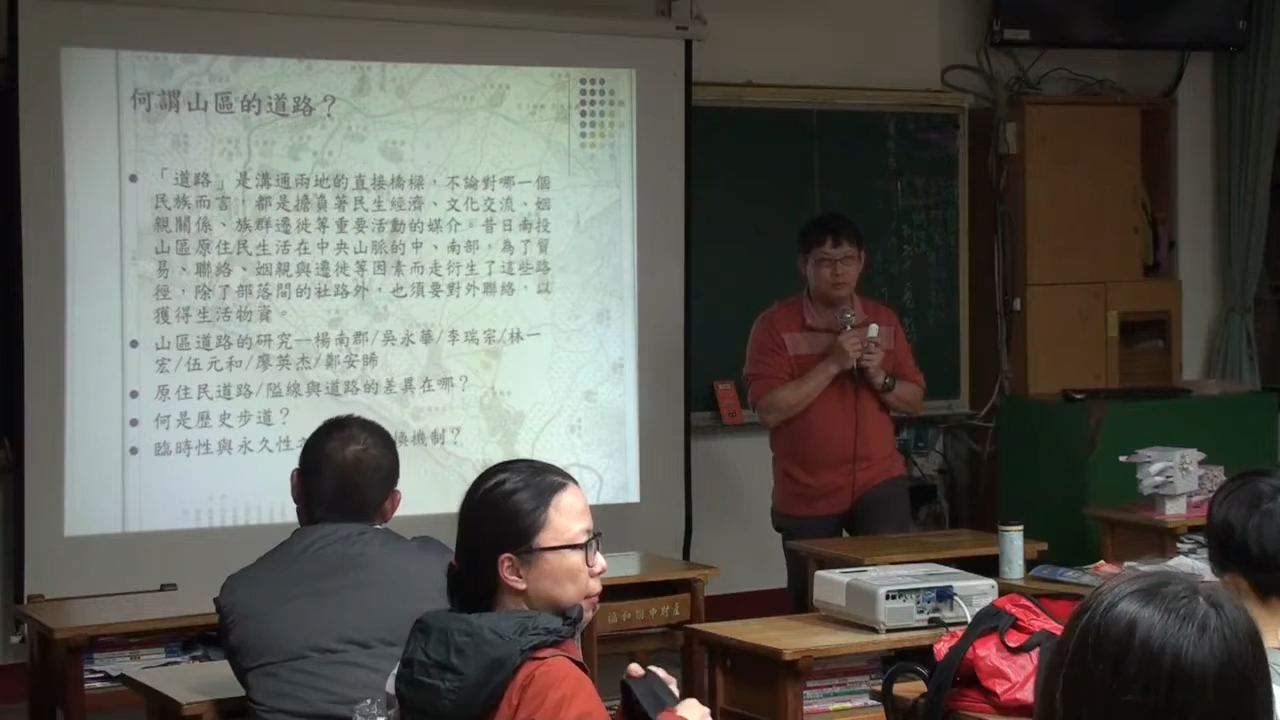 何謂山區的道路？
「道路」是溝通兩地的直接橋樑，不論對哪一個
民族而言，都是擔負著民生經濟、文化交流、姻
親關係、族群遷徙等重要活動的媒介。昔日南投
山區原住民生活在中央山脈的中、南部，為了貿
易、聯絡、姻親與遷徙等因素而走衍生了這些路
徑，除了部落間的社路外，也須要對外聯絡，以
獲得生活物資。
山區道路的研究—楊南郡/吳永華/李瑞宗/林一
宏/伍元和/廖英杰/鄭安睎
原住民道路/隘線與道路的差異在哪？
何是歷史步道？
臨時性與永久性 換機制？
福和國中財產